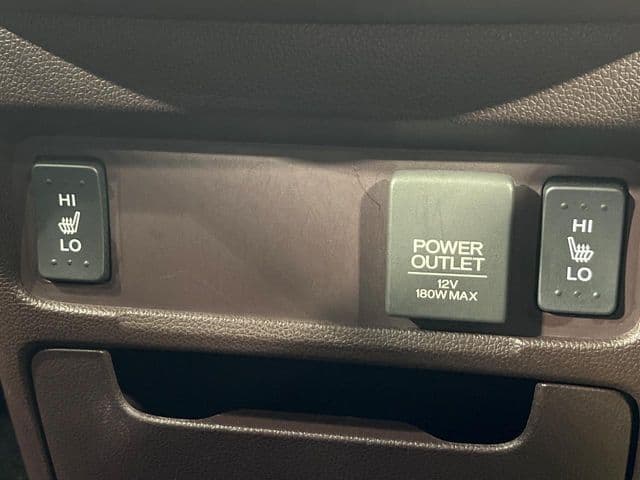 HI
LO
POWER
OUTLET
12V
180W MAX
HI
LO